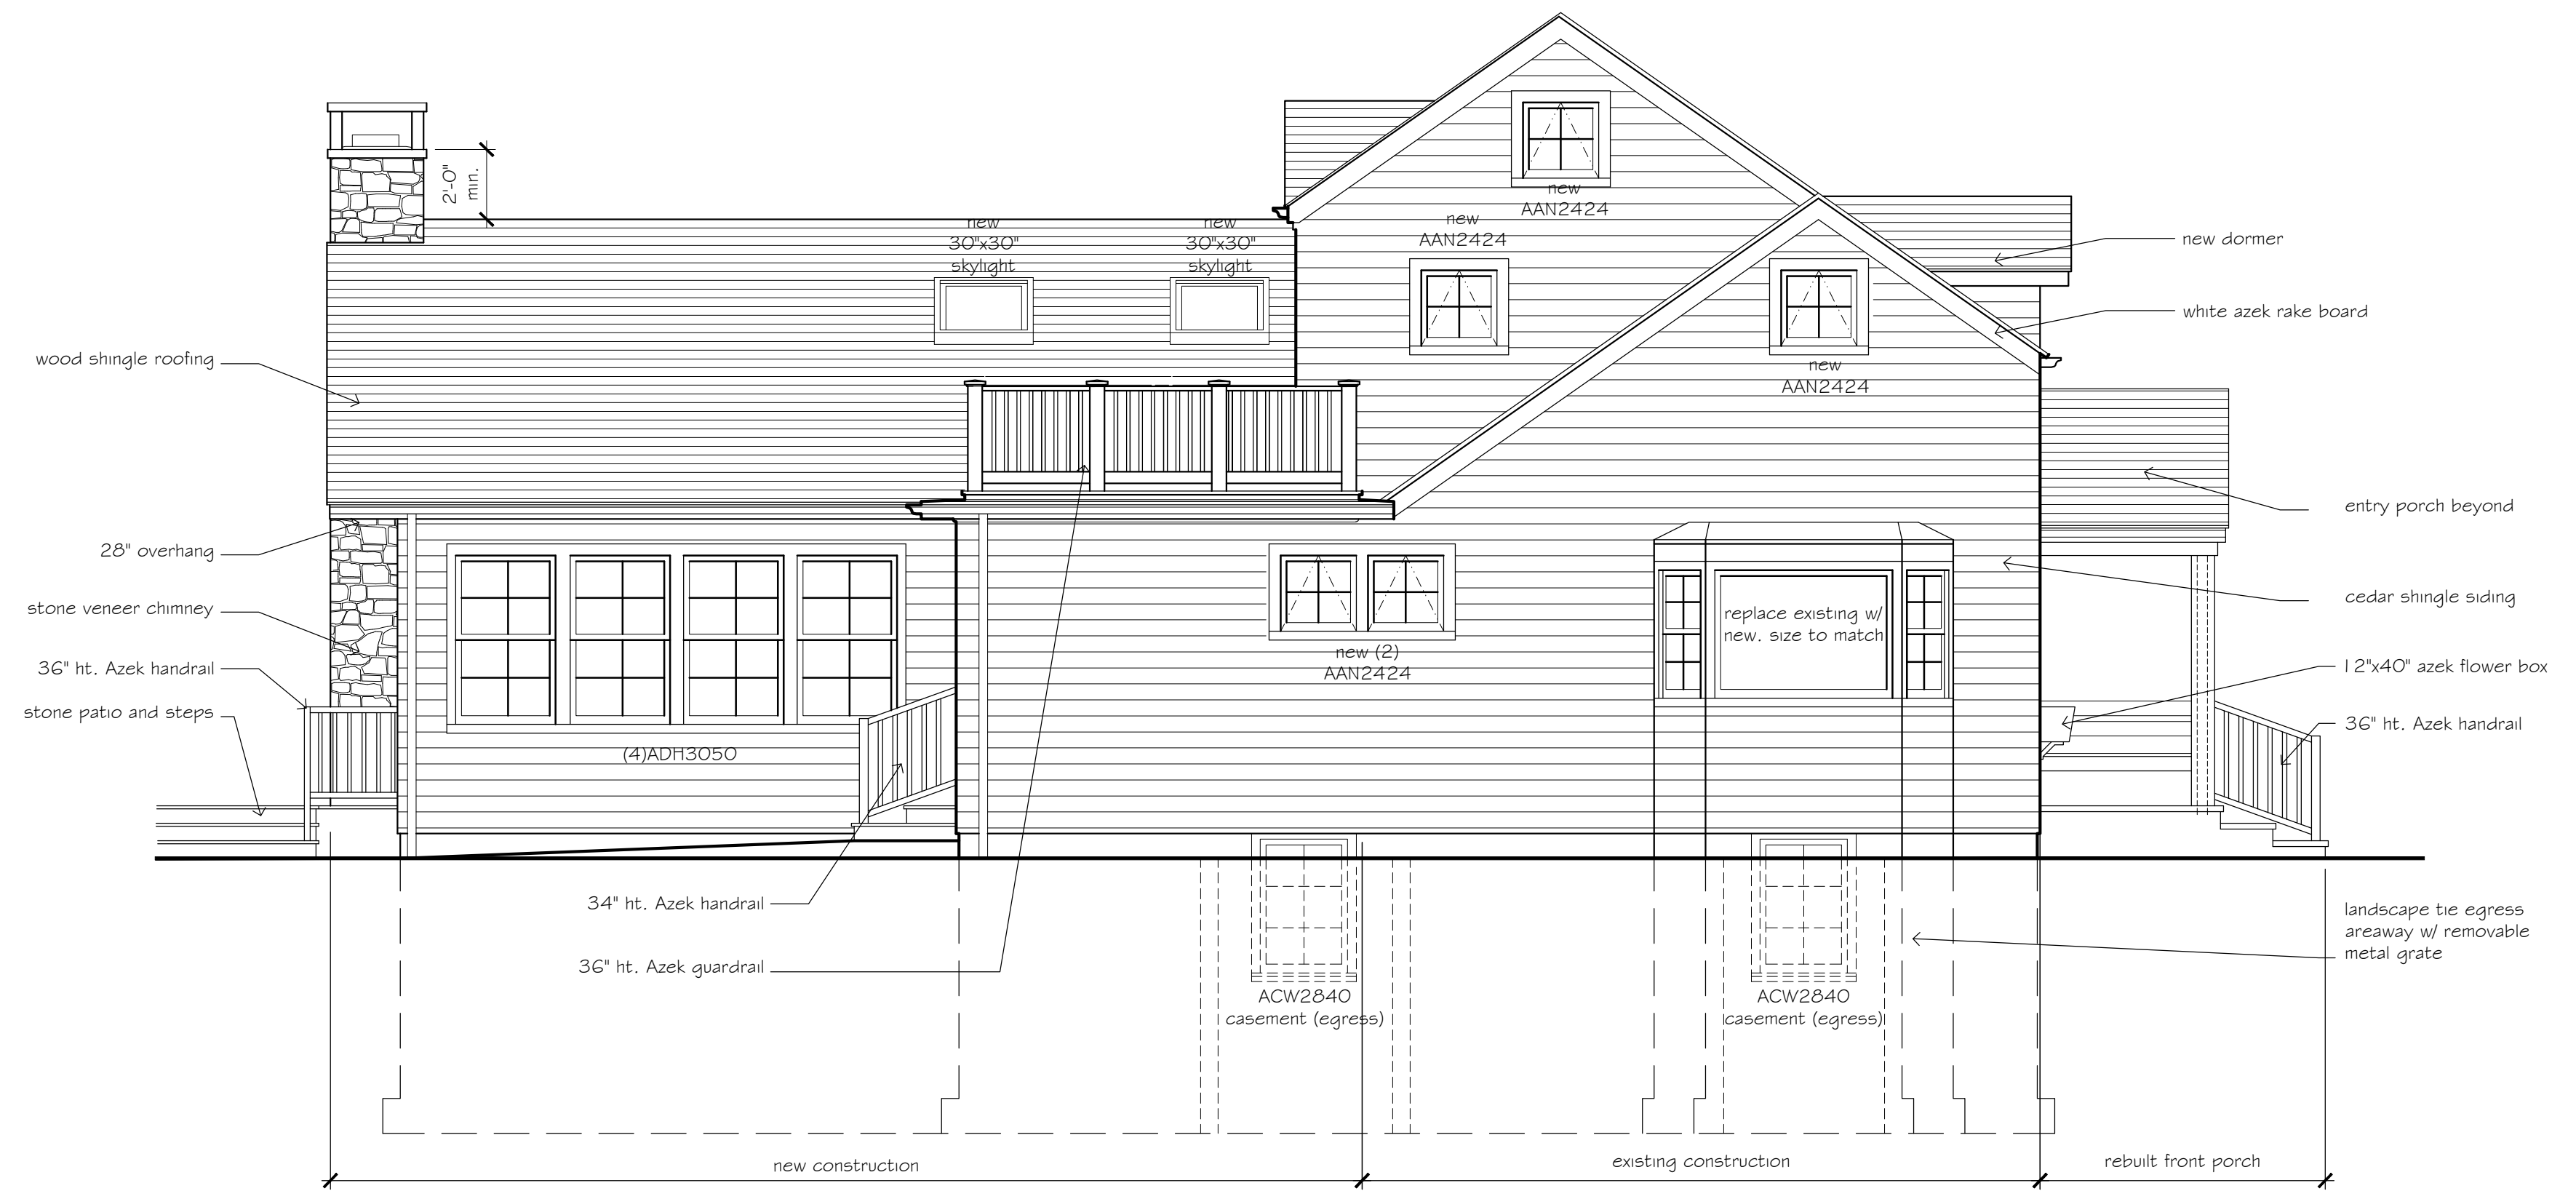 2'-0"
min.
new
AAN2424
new
AAN2424
new
30"x30"
skylight
new
30"x30"
skylight
new dormer
white azek rake board
wood shingle roofing
new
AAN2424
entry porch beyond
28" overhang
cedar shingle siding
stone veneer chimney
replace existing w/
new. size to match
new (2)
AAN2424
36" ht. Azek handrail
12"x40" azek flower box
stone patio and steps
36" ht. Azek handrail
(4)ADH3050
34" ht. Azek handrail
landscape tie egress
areaway w/ removable
metal grate
36" ht. Azek guardrail
ACW2840
casement (egress)
ACW2840
casement (egress)
new construction
existing construction
rebuilt front porch